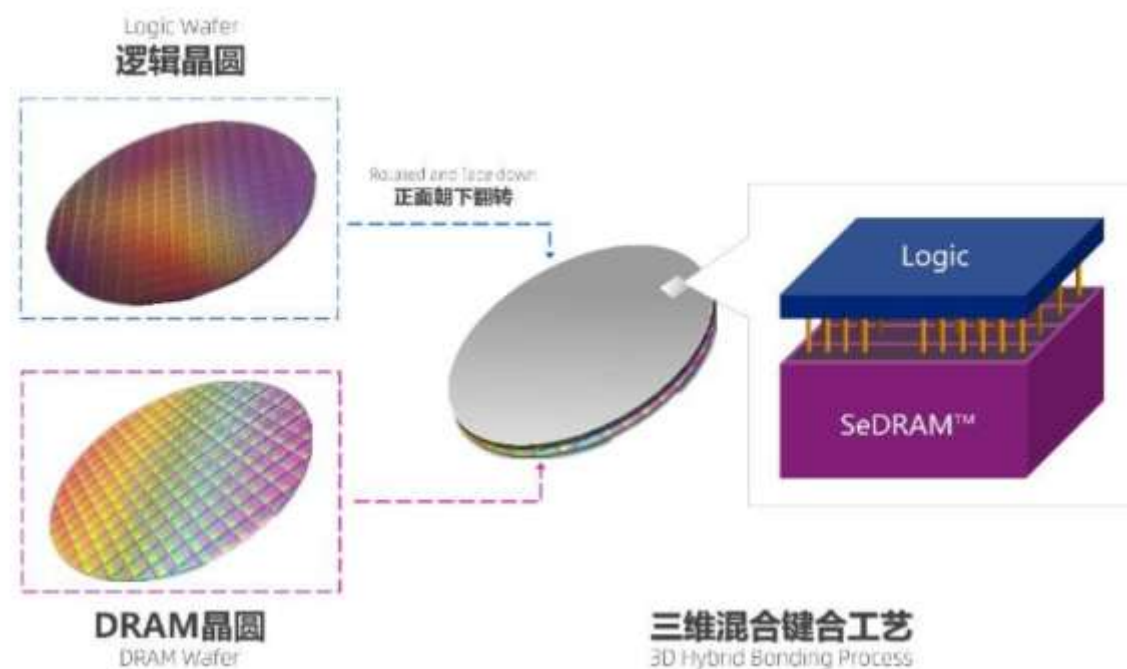 Logic Wafer
逻辑晶圆
Rotated and face down
正面朝下翻转
Logic
SeDRAM™
DRAM晶圆
DRAM Wafer
三维混合键合工艺
3D Hybrid Bonding Process